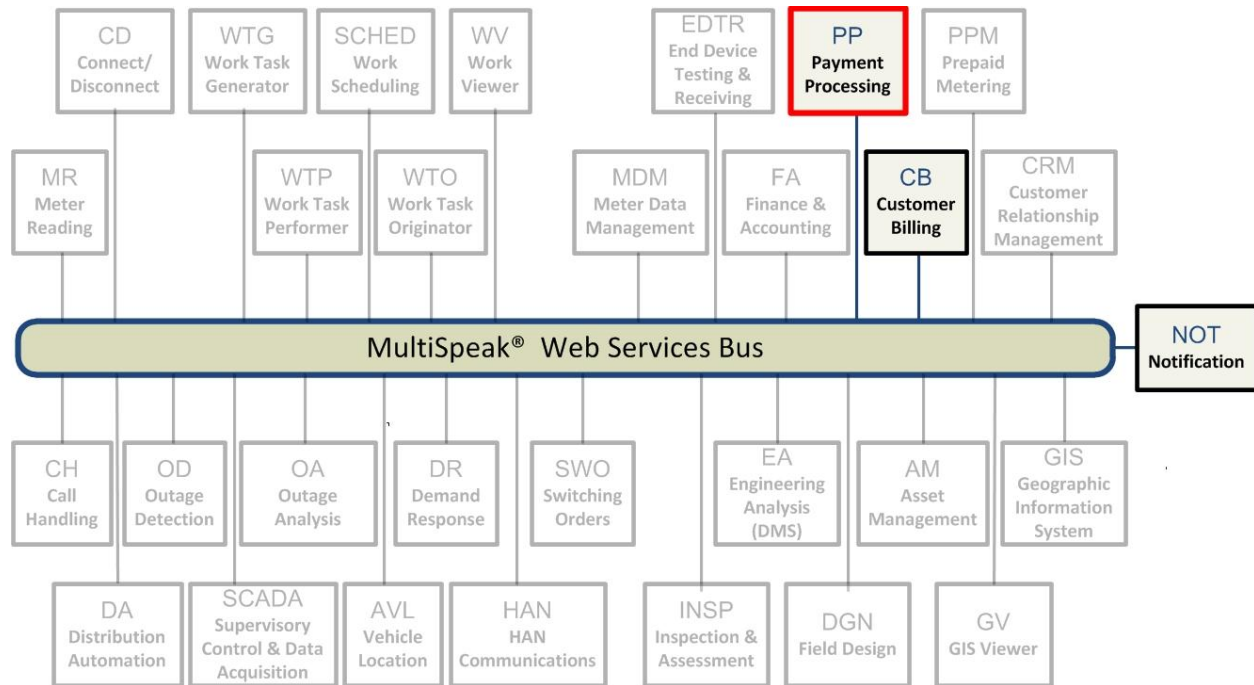 CD
Connect/
Disconnect
WTG
Work Task
Generator
SCHED
Work
Scheduling
WV
Work
Viewer
EDTR
End Device
Testing &
Receiving
PP
Payment
Processing
PPM
Prepaid
Metering
MR
Meter
Reading
WTP
Work Task
Performer
WTO
Work Task
Originator
MDM
Meter Data
Management
FA
Finance &
Accounting
CB
Customer
Billing
CRM
Customer
Relationship
Management
MultiSpeak® Web Services Bus
NOT
Notification
CH
Call
Handling
OD
Outage
Detection
OA
Outage
Analysis
DR
Demand
Response
SWO
Switching
Orders
EA
Engineering
Analysis
(DMS)
AM
Asset
Management
GIS
Geographic
Information
System
DA
Distribution
Automation
SCADA
Supervisory
Control & Data
Acquisition
AVL
Vehicle
Location
HAN
HAN
Communications
INSP
Inspection &
Assessment
DGN
Field Design
GV
GIS Viewer